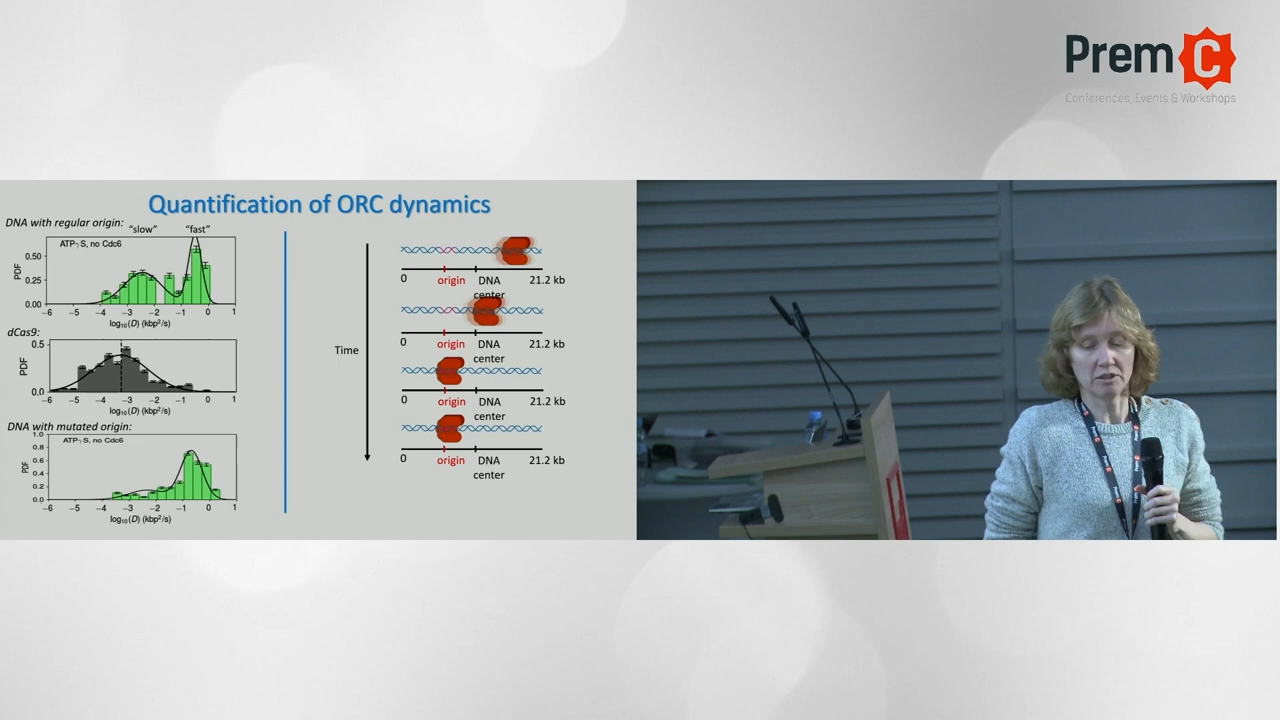 Prem C
Conferences, Events & Workshops
Quantification of ORC dynamics
DNA with regular origin:
"slow"
"fast"
ATPγS, no Cdc6
PDF
0.50
0.25
0.00
−6 −5 −4 −3 −2 −1 0 1
log₁₀(D) (kbp²/s)
dCas9:
PDF
0.5
0.0
−6 −5 −4 −3 −2 −1 0 1
log₁₀(D) (kbp²/s)
DNA with mutated origin:
ATPγS, no Cdc6
PDF
1.0
0.8
0.6
0.4
0.2
0.0
−6 −5 −4 −3 −2 −1 0 1
log₁₀(D) (kbp²/s)
Time
0 origin DNA 21.2 kb
center
0 origin DNA 21.2 kb
center
0 origin DNA 21.2 kb
center
0 origin DNA 21.2 kb
center